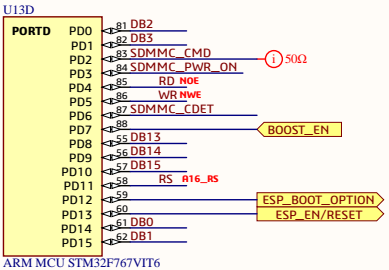 U13D
PORTD PD0 81 DB2
PD1 82 DB3
PD2 83 SDMMC_CMD i 50Ω
PD3 84 SDMMC_PWR_ON
PD4 85 RD NOE
PD5 86 WR NWE
PD6 87 SDMMC_CDET
PD7 88 BOOST_EN
PD8 55 DB13
PD9 56 DB14
PD10 57 DB15
PD11 58 RS A16_RS
PD12 59 ESP_BOOT_OPTION
PD13 60 ESP_EN/RESET
PD14 61 DB0
PD15 62 DB1
ARM MCU STM32F767VIT6